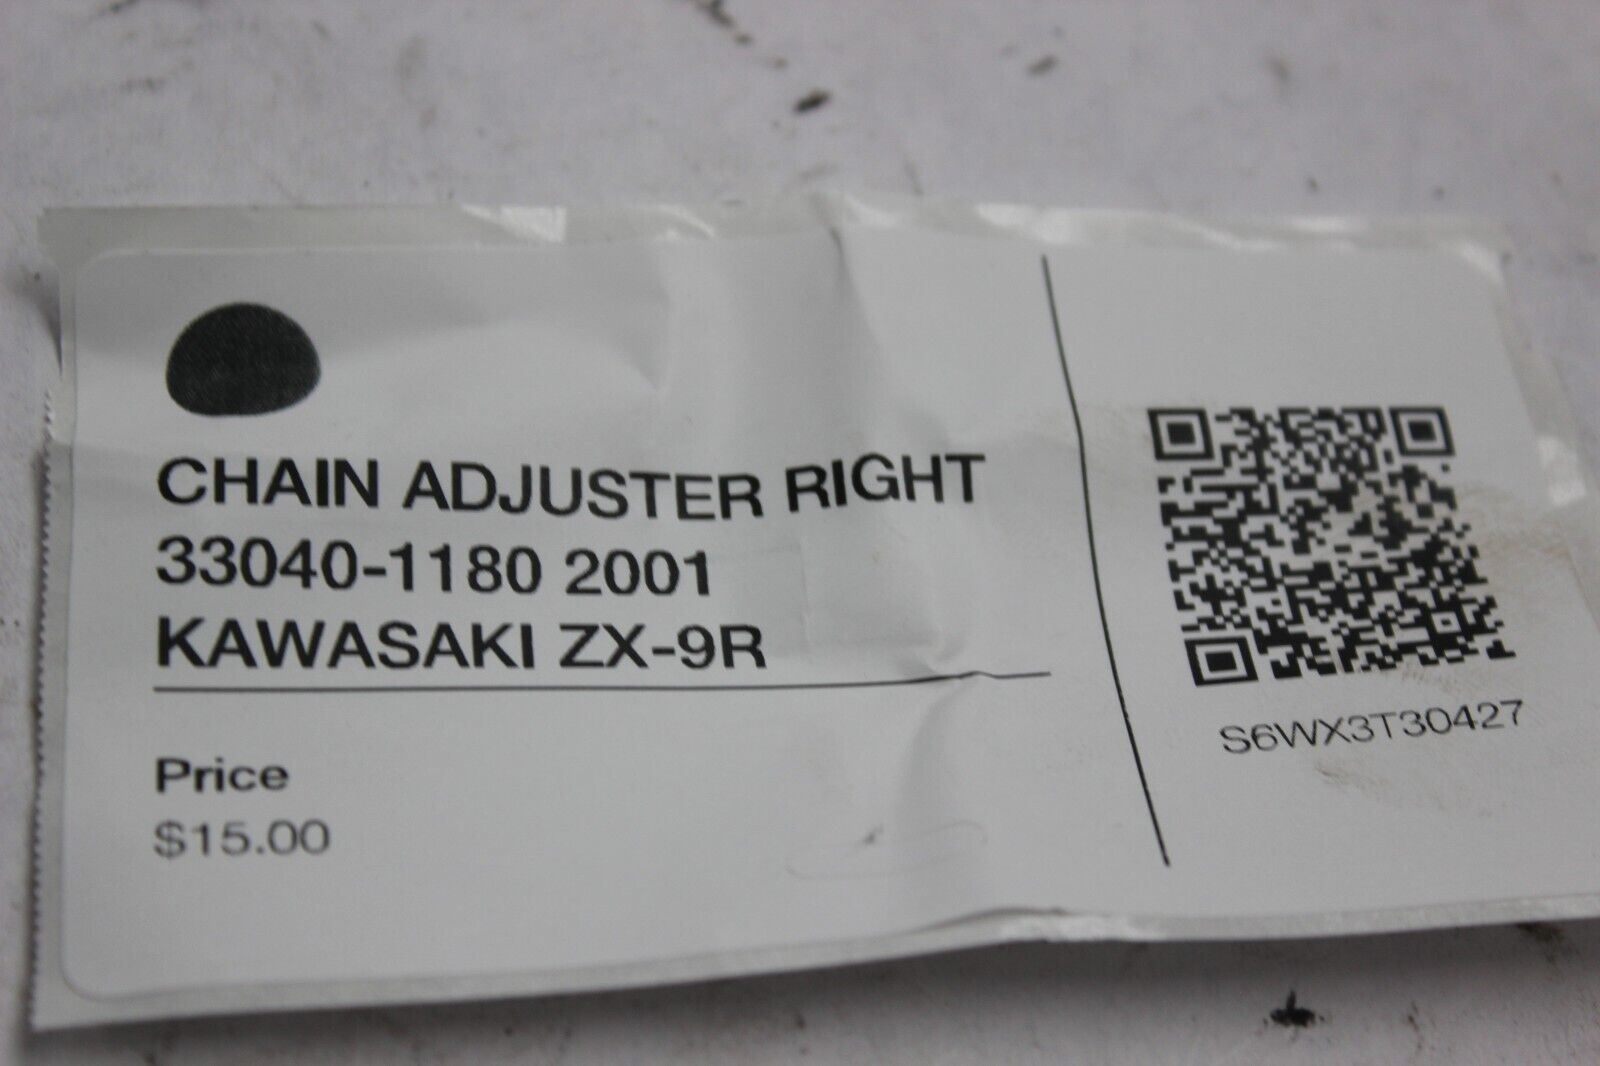 CHAIN ADJUSTER RIGHT
33040-1180 2001
KAWASAKI ZX-9R
Price
$15.00
S6WX3T30427